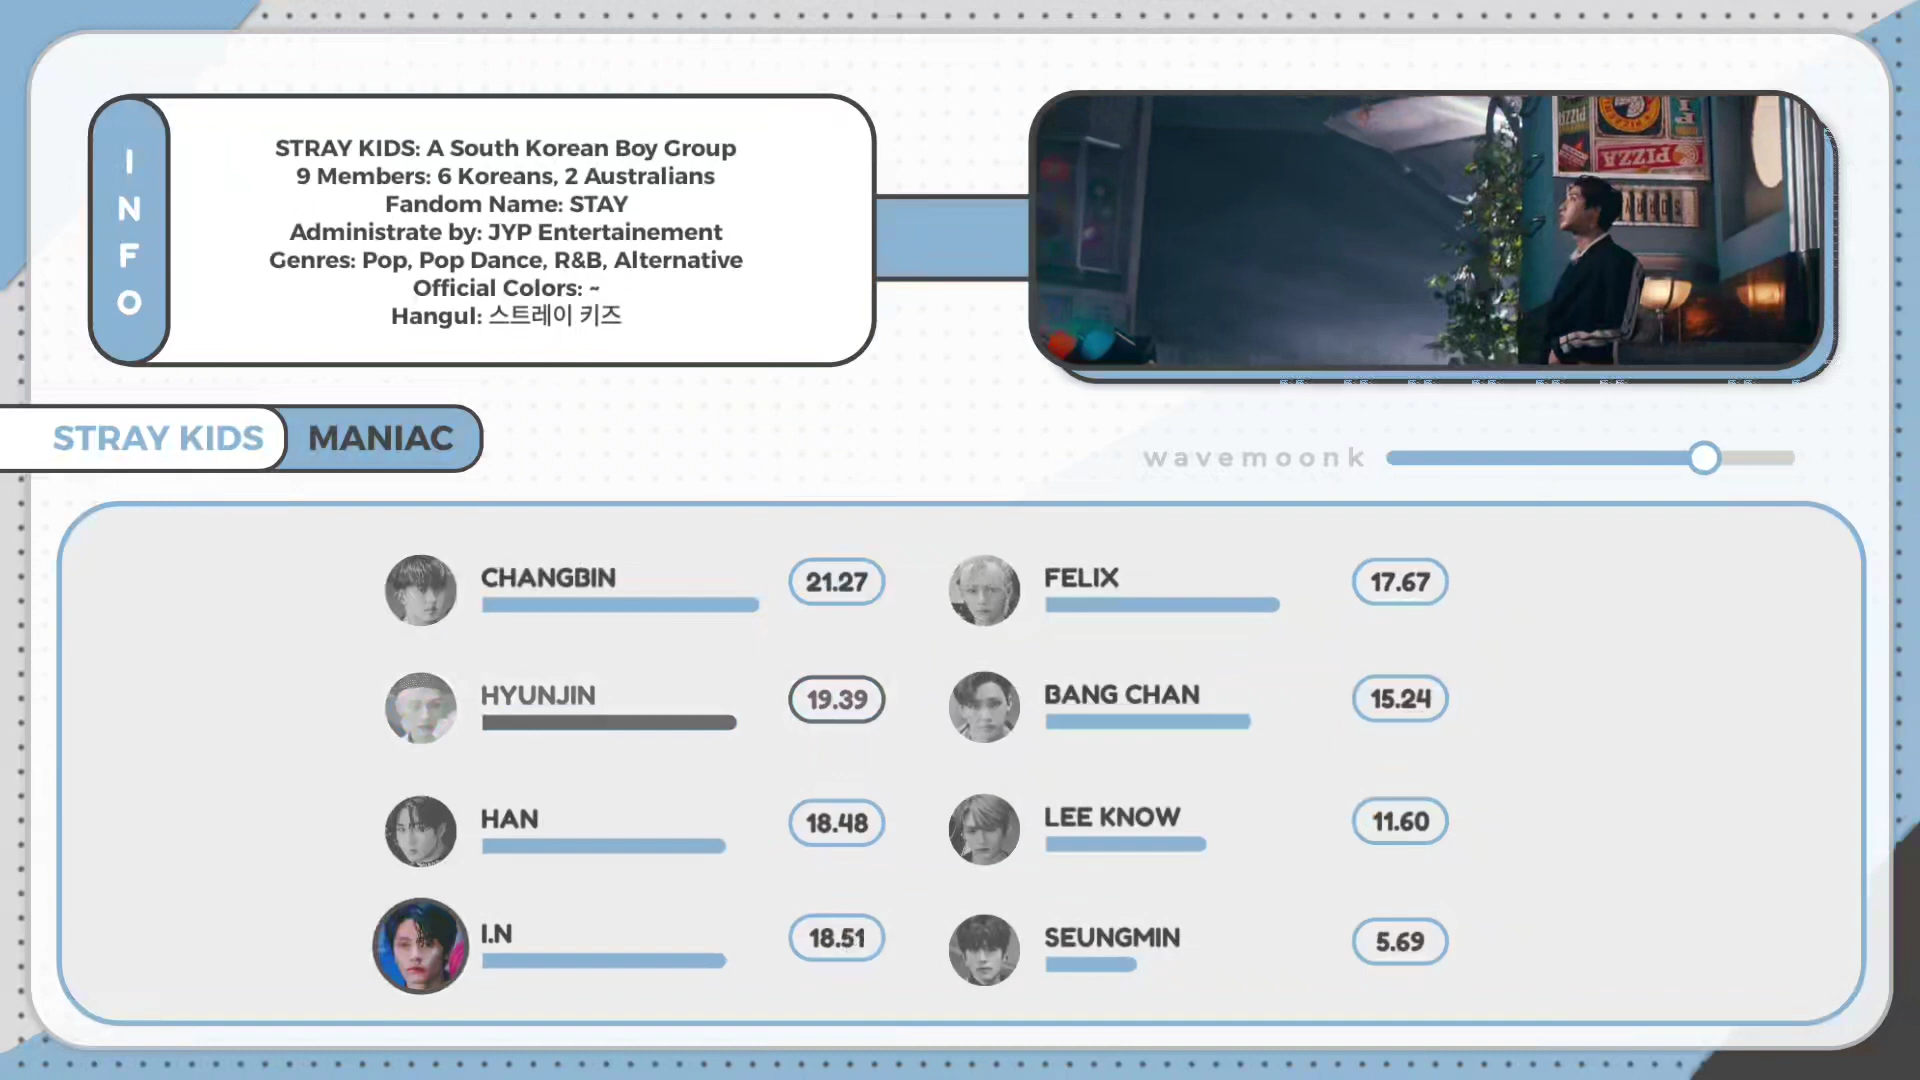 I
N
F
O
STRAY KIDS: A South Korean Boy Group
9 Members: 6 Koreans, 2 Australians
Fandom Name: STAY
Administrate by: JYP Entertainement
Genres: Pop, Pop Dance, R&B, Alternative
Official Colors: ~
Hangul: 스트레이 키즈
PIZZA
STRAY KIDS MANIAC
wavemoonk
CHANGBIN 21.27
FELIX 17.67
HYUNJIN 19.39
BANG CHAN 15.24
HAN 18.48
LEE KNOW 11.60
I.N 18.51
SEUNGMIN 5.69